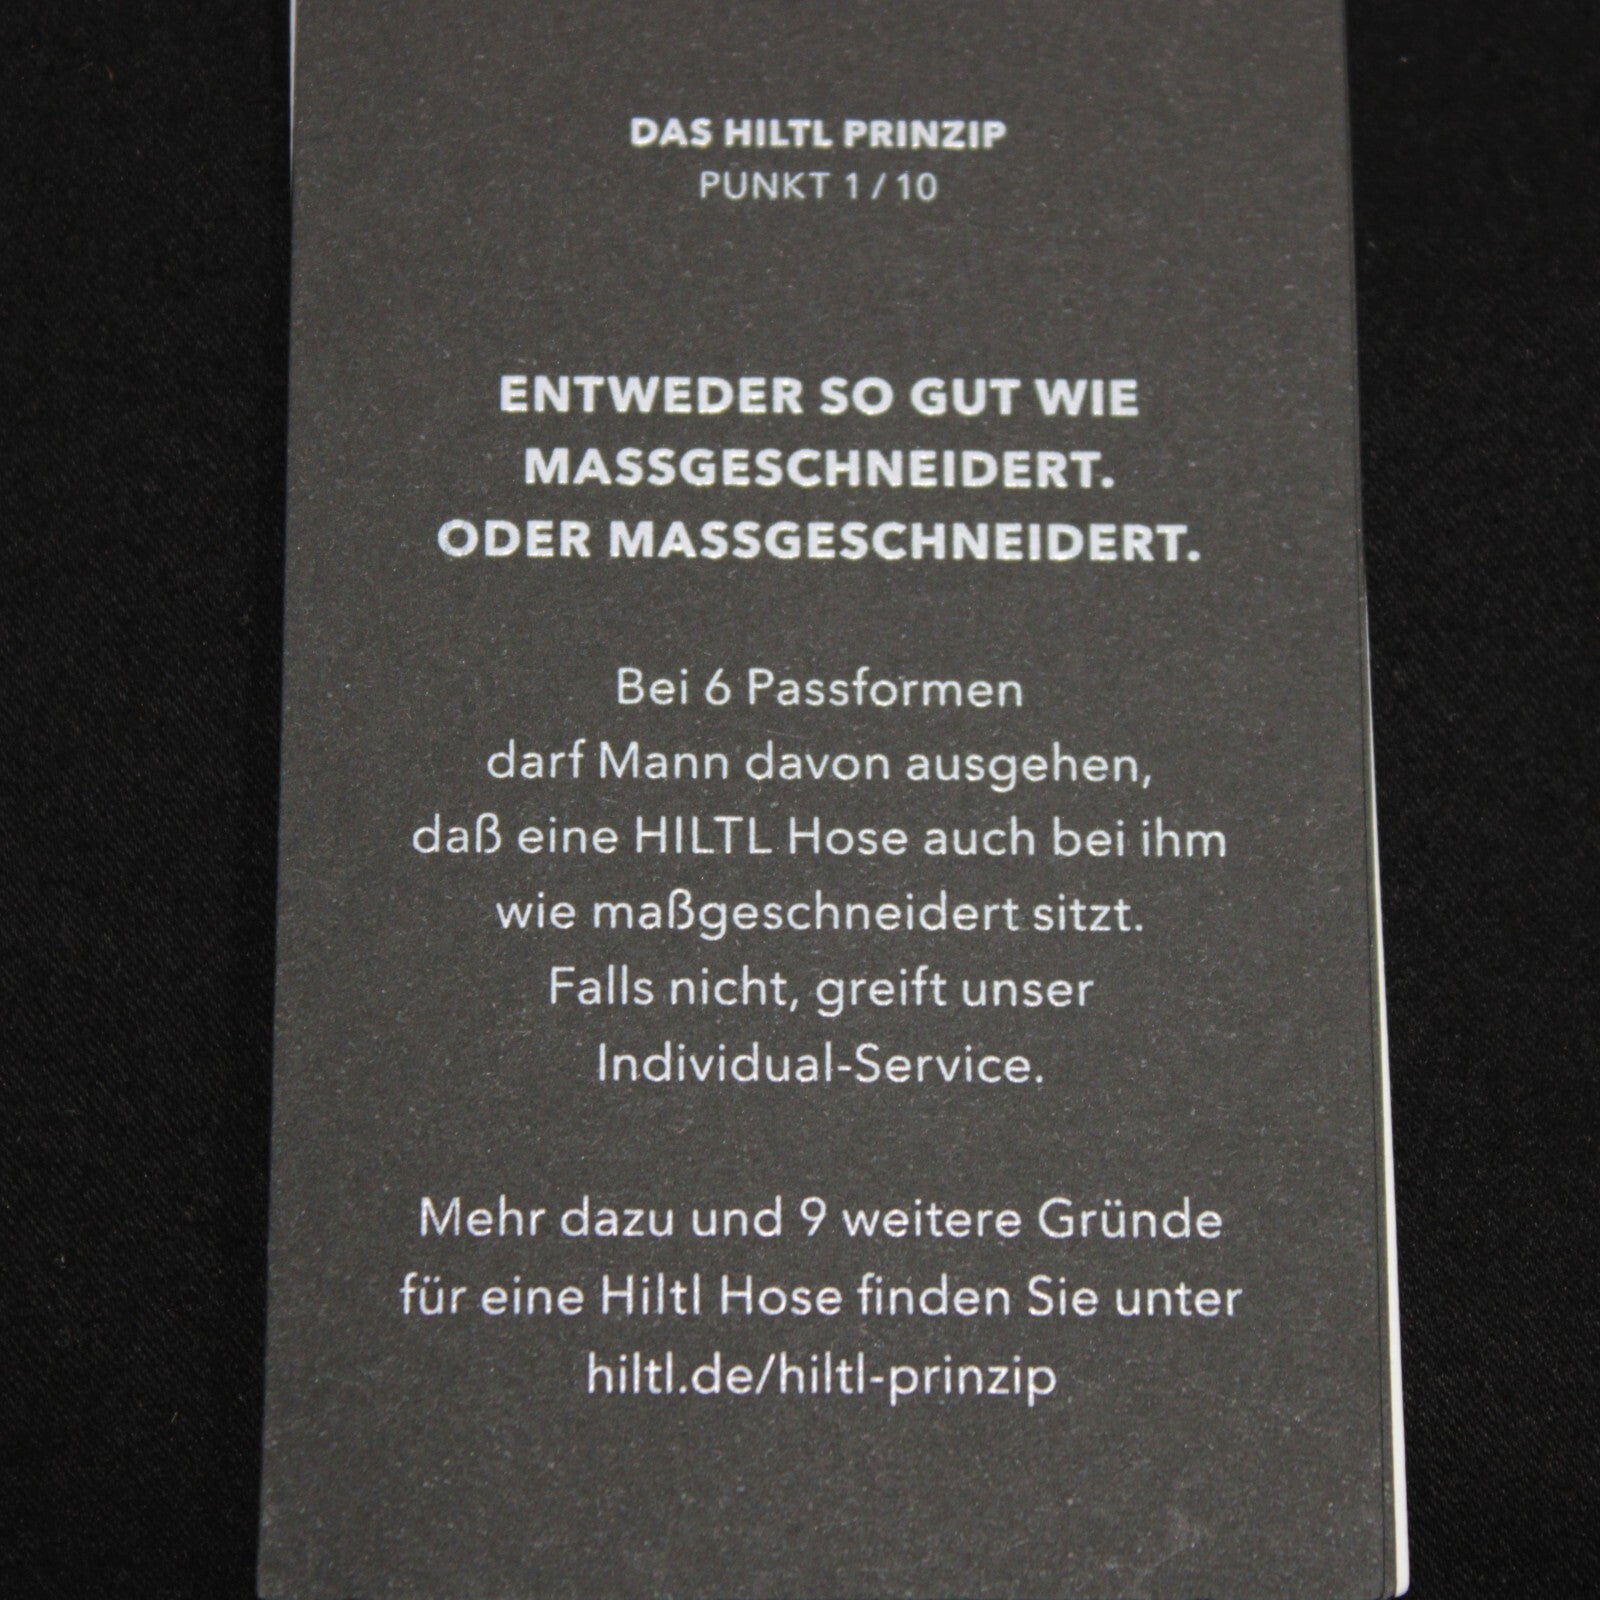 DAS HILTL PRINZIP
PUNKT 1 / 10
ENTWEDER SO GUT WIE
MASSGESCHNEIDERT.
ODER MASSGESCHNEIDERT.
Bei 6 Passformen
darf Mann davon ausgehen,
daß eine HILTL Hose auch bei ihm
wie maßgeschneidert sitzt.
Falls nicht, greift unser
Individual-Service.
Mehr dazu und 9 weitere Gründe
für eine Hiltl Hose finden Sie unter
hiltl.de/hiltl-prinzip